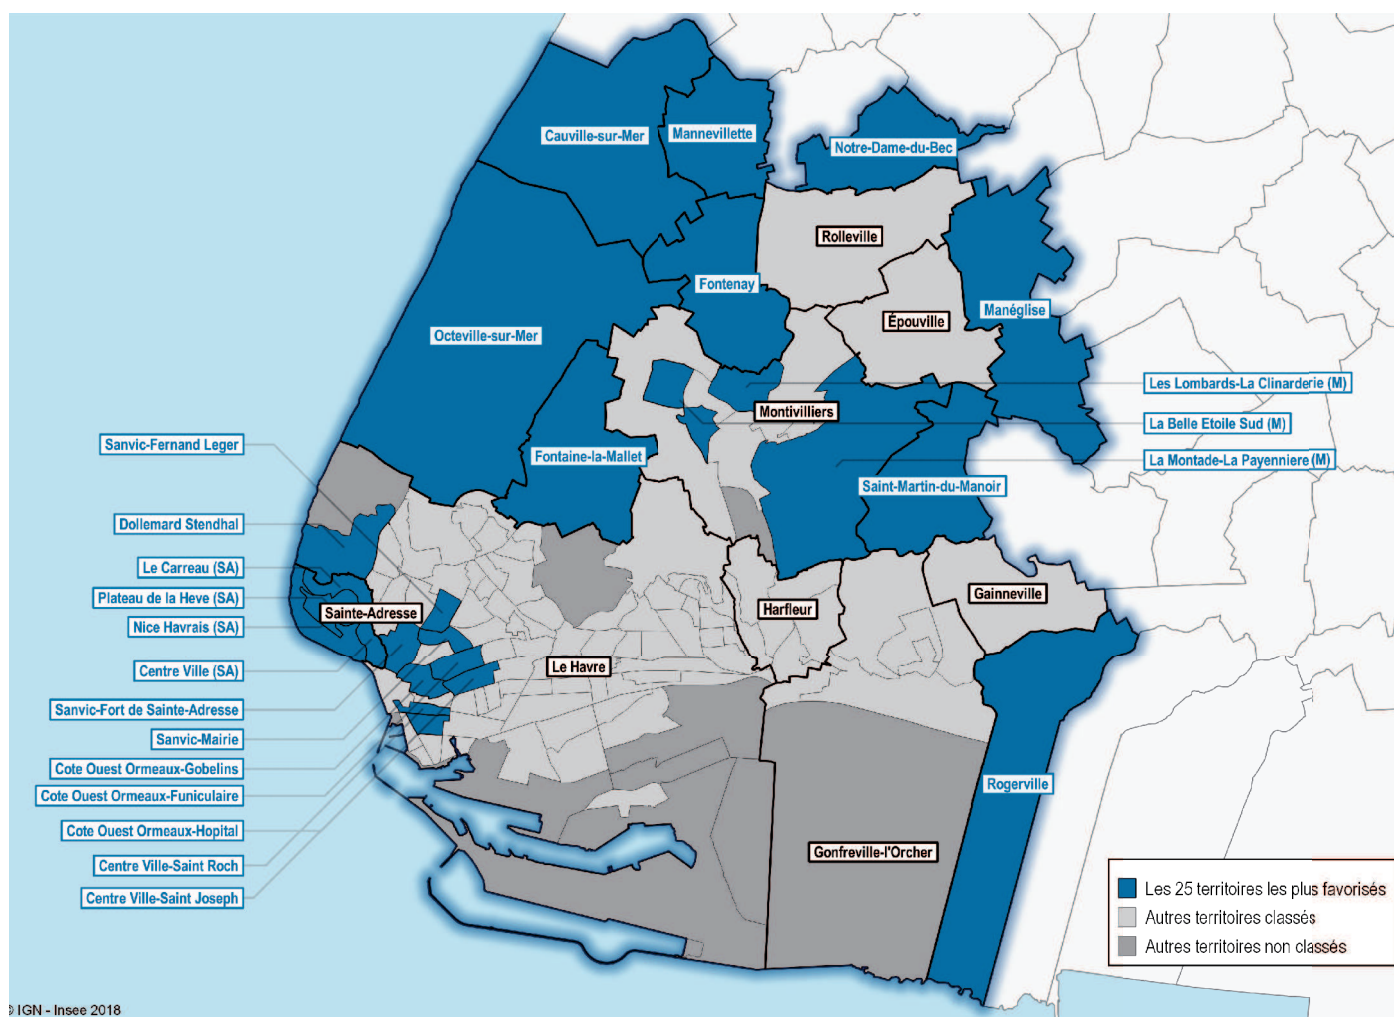 Cauville-sur-Mer
Mannevillette
Notre-Dame-du-Bec
Rolleville
Fontenay
Manéglise
Épouville
Octeville-sur-Mer
Les Lombards-La Clinarderie (M)
Montivilliers
La Belle Etoile Sud (M)
Sanvic-Fernand Leger
Fontaine-la-Mallet
La Montade-La Payenniere (M)
Saint-Martin-du-Manoir
Dollemard Stendhal
Le Carreau (SA)
Plateau de la Heve (SA)
Gainneville
Sainte-Adresse
Harfleur
Nice Havrais (SA)
Le Havre
Centre Ville (SA)
Sanvic-Fort de Sainte-Adresse
Sanvic-Mairie
Cote Ouest Ormeaux-Gobelins
Rogerville
Cote Ouest Ormeaux-Funiculaire
Cote Ouest Ormeaux-Hopital
Gonfreville-l'Orcher
Centre Ville-Saint Roch
Centre Ville-Saint Joseph
Les 25 territoires les plus favorisés
Autres territoires classés
Autres territoires non classés
© IGN - Insee 2018